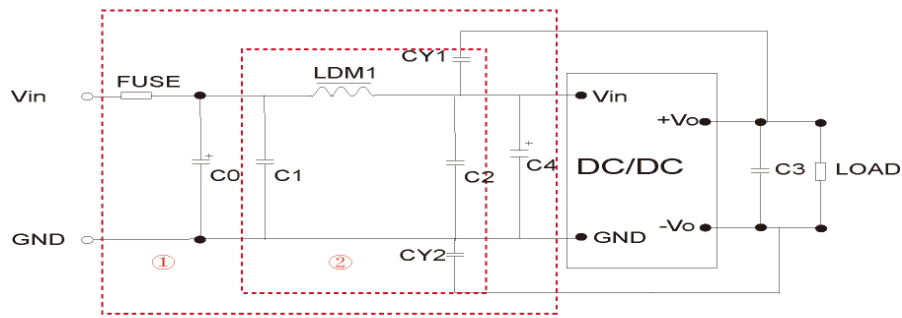 CY1
LDM1
FUSE
Vin
Vin
+Vo
+
C0
C1
C2
+
C4
DC/DC
C3
LOAD
-Vo
GND
GND
CY2
①
②